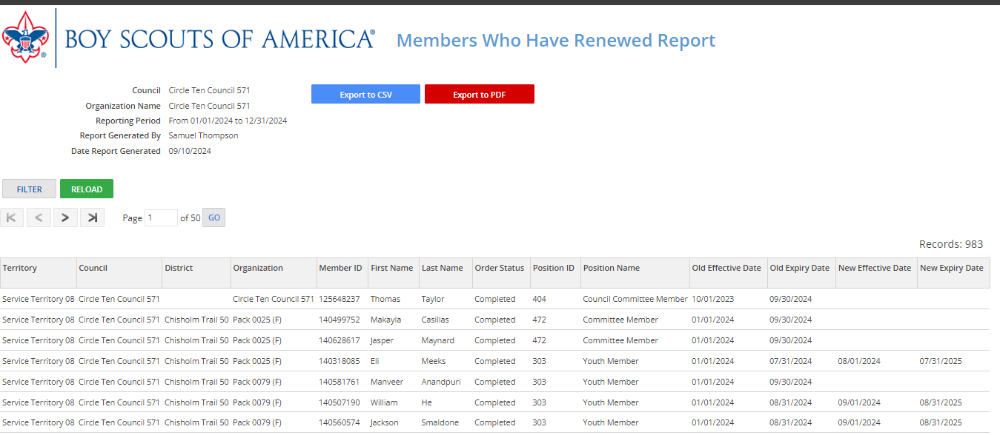 BOY SCOUTS OF AMERICA® Members Who Have Renewed Report
Council Circle Ten Council 571 Export to CSV Export to PDF
Organization Name Circle Ten Council 571
Reporting Period From 01/01/2024 to 12/31/2024
Report Generated By Samuel Thompson
Date Report Generated 09/10/2024
FILTER RELOAD
Page 1 of 50 GO
Records: 983
Territory Council District Organization Member ID First Name Last Name Order Status Position ID Position Name Old Effective Date Old Expiry Date New Effective Date New Expiry Date
Service Territory 08 Circle Ten Council 571 Circle Ten Council 571 125648237 Thomas Taylor Completed 404 Council Committee Member 10/01/2023 09/30/2024
Service Territory 08 Circle Ten Council 571 Chisholm Trail 50 Pack 0025 (F) 140499752 Makayla Casillas Completed 472 Committee Member 01/01/2024 09/30/2024
Service Territory 08 Circle Ten Council 571 Chisholm Trail 50 Pack 0025 (F) 140628617 Jasper Maynard Completed 472 Committee Member 01/01/2024 09/30/2024
Service Territory 08 Circle Ten Council 571 Chisholm Trail 50 Pack 0025 (F) 140318085 Eli Meeks Completed 303 Youth Member 01/01/2024 07/31/2024 08/01/2024 07/31/2025
Service Territory 08 Circle Ten Council 571 Chisholm Trail 50 Pack 0079 (F) 140581761 Manveer Anandpuri Completed 303 Youth Member 01/01/2024 09/30/2024
Service Territory 08 Circle Ten Council 571 Chisholm Trail 50 Pack 0079 (F) 140507190 William He Completed 303 Youth Member 01/01/2024 08/31/2024 09/01/2024 08/31/2025
Service Territory 08 Circle Ten Council 571 Chisholm Trail 50 Pack 0079 (F) 140560574 Jackson Smaldone Completed 303 Youth Member 01/01/2024 08/31/2024 09/01/2024 08/31/2025